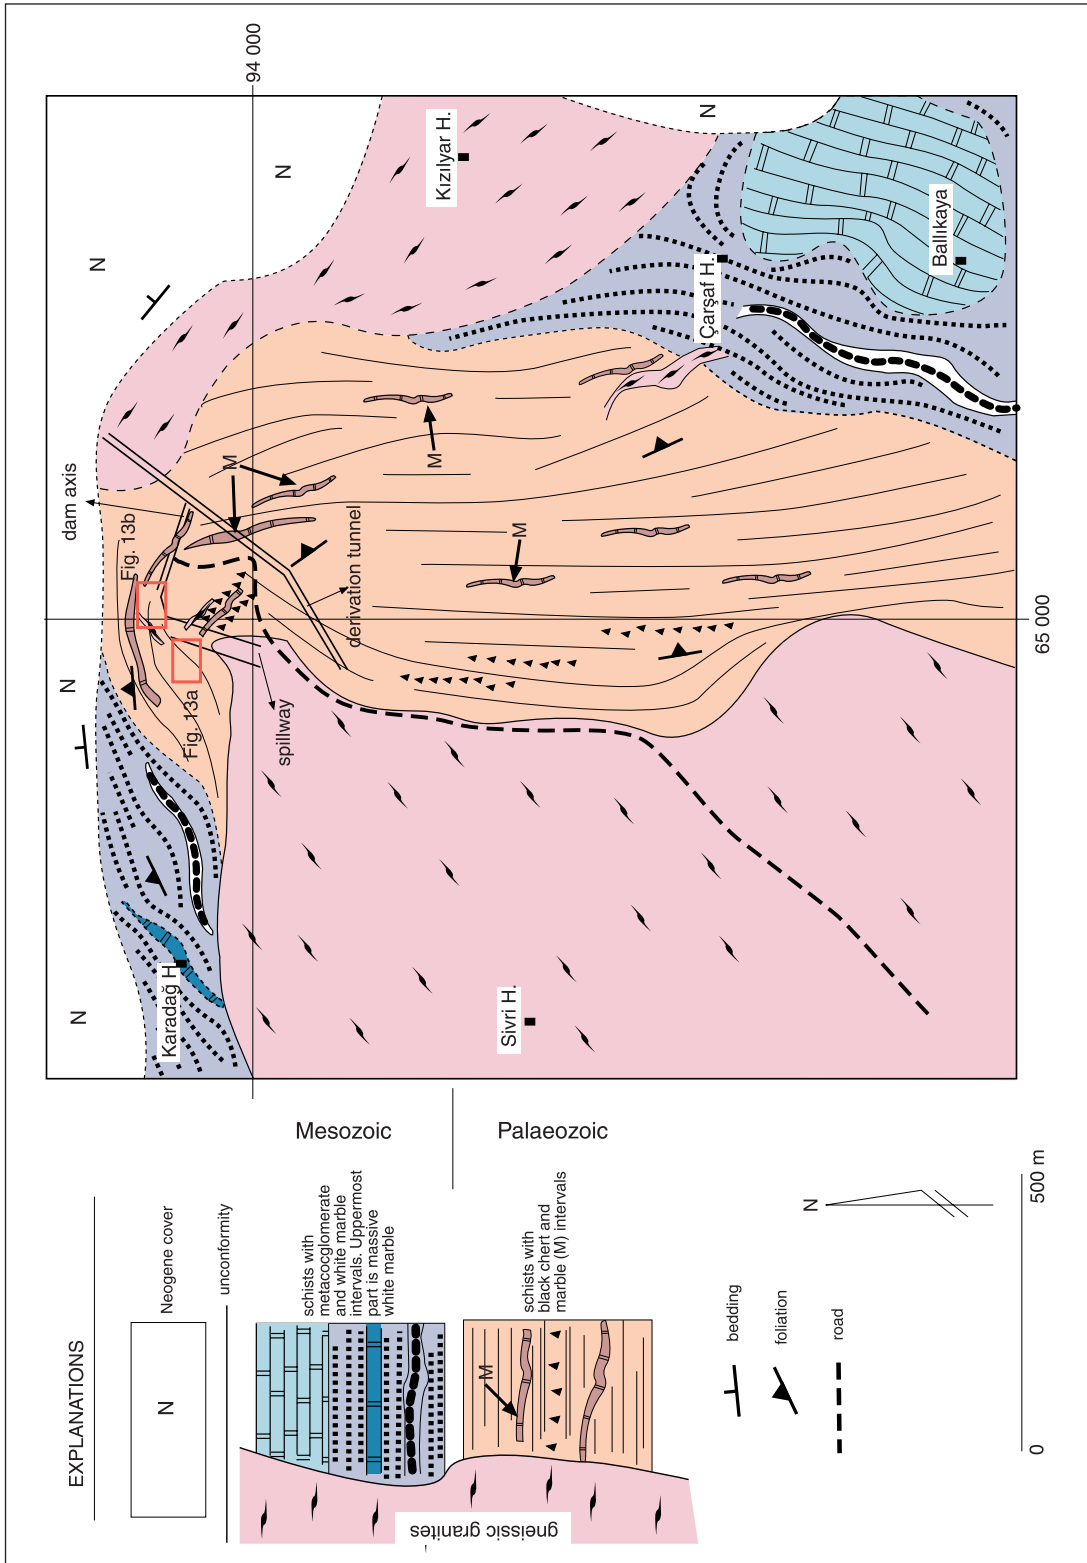 94 000
65 000
N
N
N
N
N
N
Kızılyar H.
Çarşaf H.
Ballıkaya
Karadağ H
Sivri H.
dam axis
Fig. 13b
Fig. 13a
M
M
M
derivation tunnel
spillway
EXPLANATIONS
N
Neogene cover
unconformity
Mesozoic
schists with
metacocglomerate
and white marble
intervals. Uppermost
part is massive
white marble
Palaeozoic
schists with
black chert and
marble (M) intervals
M
gneissic granites
bedding
foliation
road
N
0
500 m